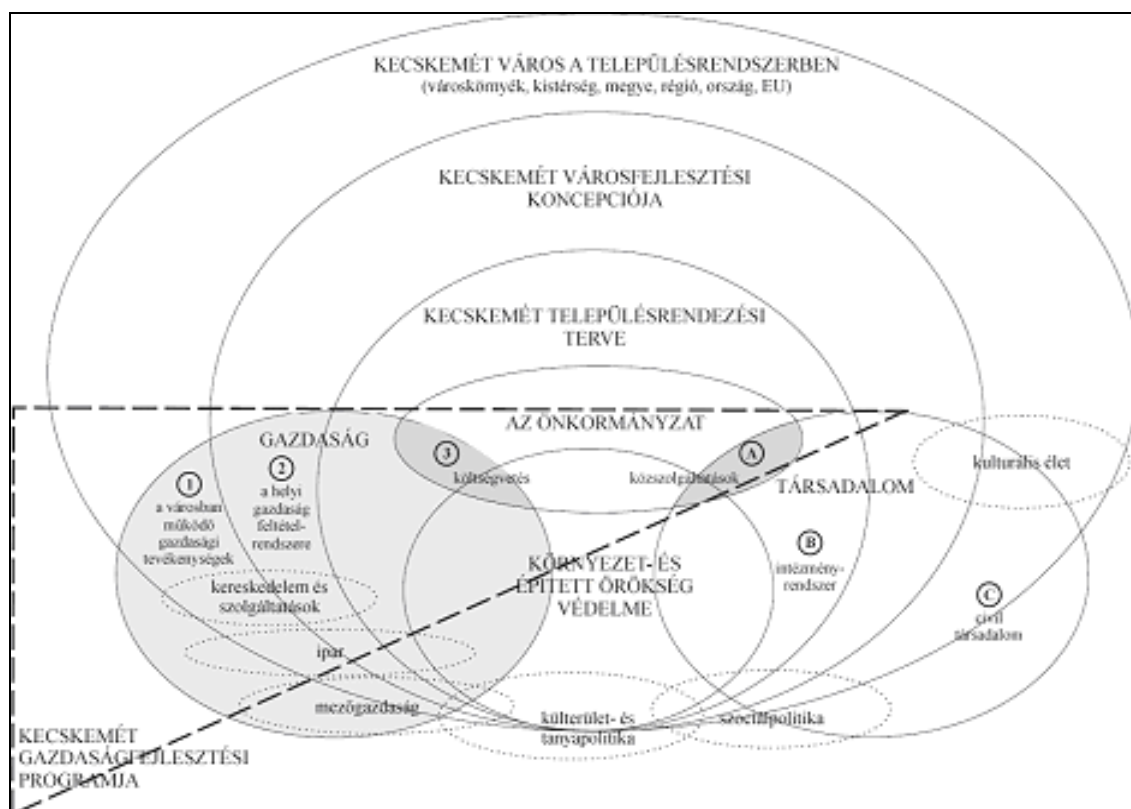 KECSKEMÉT VÁROS A TELEPÜLÉSRENDSZERBEN
(városkörnyék, kistérség, megye, régió, ország, EU)
KECSKEMÉT VÁROSFEJLESZTÉSI
KONCEPCIÓJA
KECSKEMÉT TELEPÜLÉSRENDEZÉSI
TERVE
AZ ÖNKORMÁNYZAT
GAZDASÁG
3
költségvetés
A
közszolgáltatások
TÁRSADALOM
kulturális élet
1
a városban
működő
gazdasági
tevékenységek
2
a helyi
gazdaság
feltétel-
rendszere
KÖRNYEZET- ÉS
ÉPÍTETT ÖRÖKSÉG
VÉDELME
B
intézmény-
rendszer
C
civil
társadalom
kereskedelem és
szolgáltatások
ipar
mezőgazdaság
külterület- és
tanyapolitika
szociálpolitika
KECSKEMÉT
GAZDASÁGFEJLESZTÉSI
PROGRAMJA